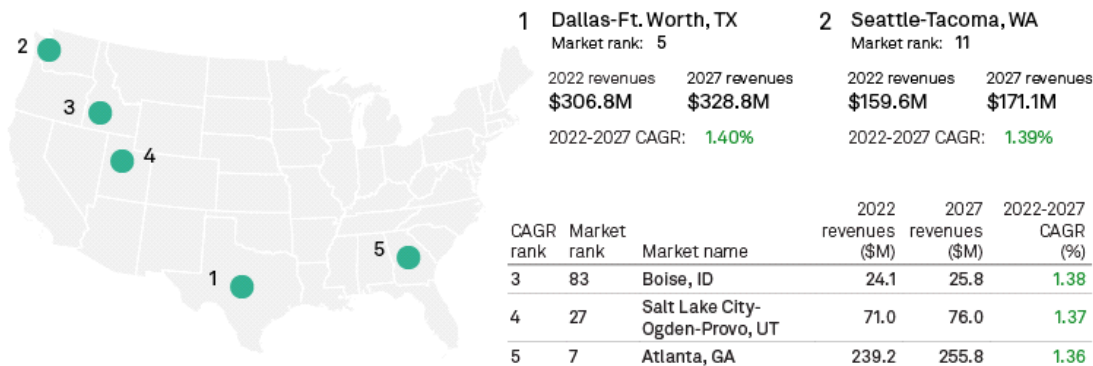 2
3
4
5
1
1 Dallas-Ft. Worth, TX
Market rank: 5
2022 revenues 2027 revenues
$306.8M $328.8M
2022-2027 CAGR: 1.40%
2 Seattle-Tacoma, WA
Market rank: 11
2022 revenues 2027 revenues
$159.6M $171.1M
2022-2027 CAGR: 1.39%
2022 2027 2022-2027
CAGR Market revenues revenues CAGR
rank rank Market name ($M) ($M) (%)
3 83 Boise, ID 24.1 25.8 1.38
Salt Lake City-
4 27 71.0 76.0 1.37
Ogden-Provo, UT
5 7 Atlanta, GA 239.2 255.8 1.36